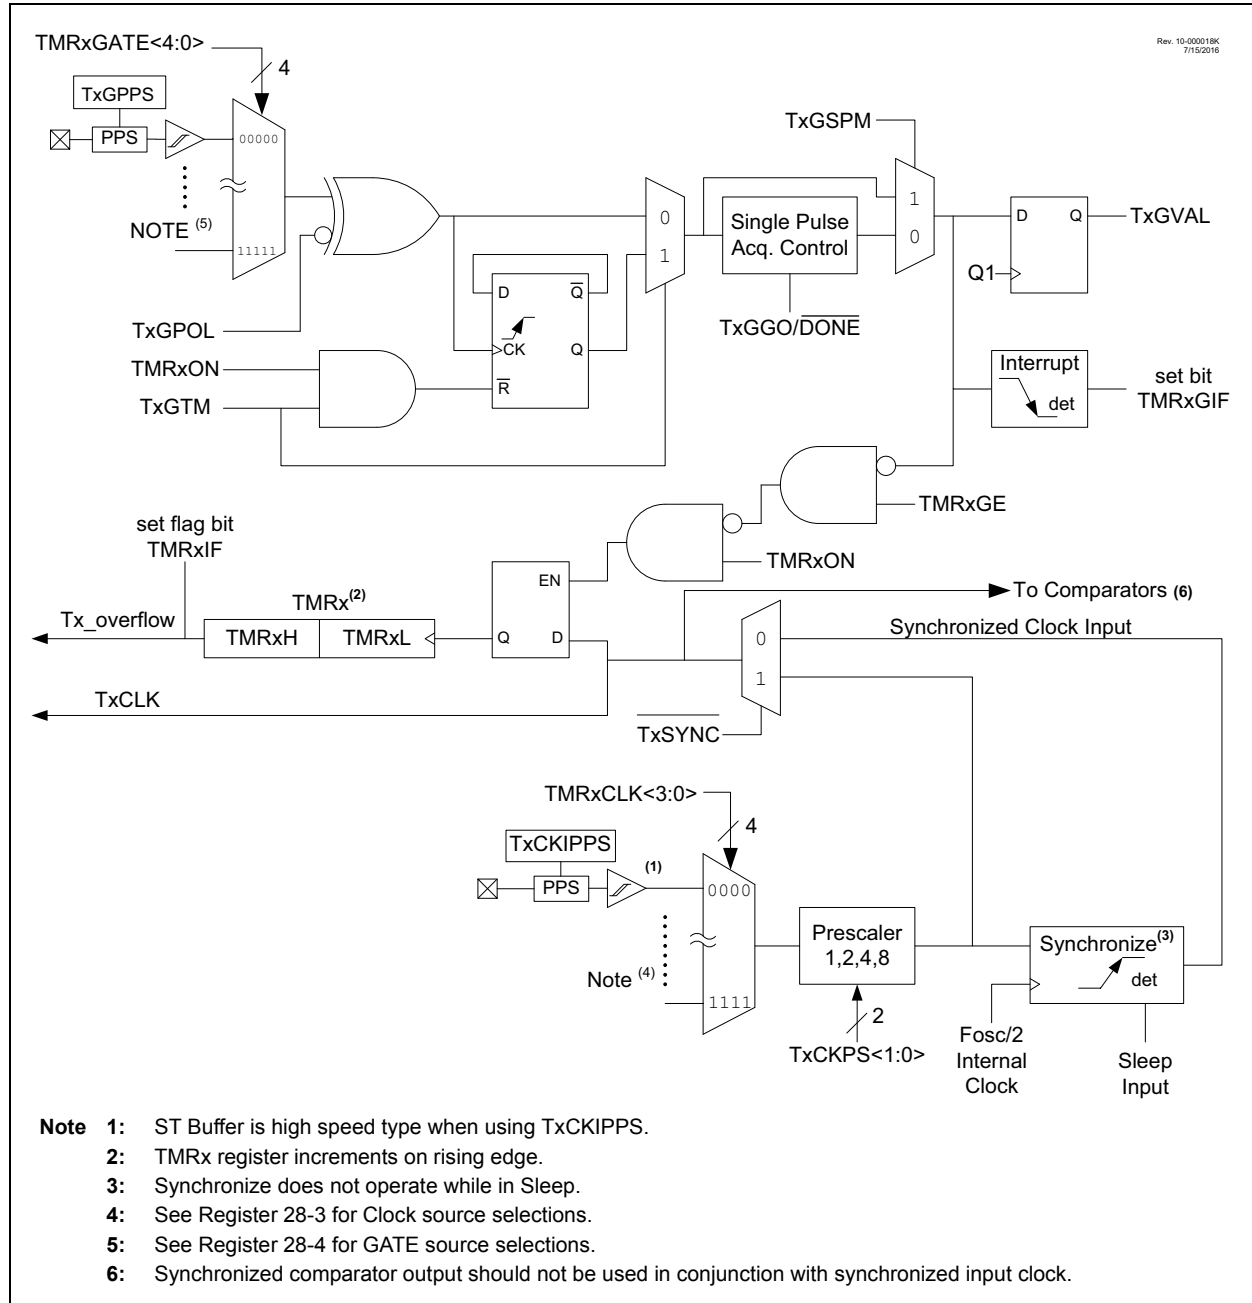 Rev. 10-000018K
7/15/2016
TMRxGATE<4:0>
4
TxGPPS
PPS
00000
NOTE (5)
11111
TxGPOL
TMRxON
TxGTM
D
Q
CK
Q
R
0
1
TxGSPM
Single Pulse
Acq. Control
TxGGO/DONE
1
0
D
Q
Q1
TxGVAL
Interrupt
det
set bit
TMRxGIF
TMRxGE
TMRxON
set flag bit
TMRxIF
Tx_overflow
TMRx(2)
TMRxH
TMRxL
EN
Q
D
To Comparators (6)
Synchronized Clock Input
0
1
TxCLK
TxSYNC
TMRxCLK<3:0>
4
TxCKIPPS
PPS
(1)
0000
Note (4)
1111
Prescaler
1,2,4,8
2
TxCKPS<1:0>
Synchronize(3)
det
Fosc/2
Internal
Clock
Sleep
Input
Note 1: ST Buffer is high speed type when using TxCKIPPS.
2: TMRx register increments on rising edge.
3: Synchronize does not operate while in Sleep.
4: See Register 28-3 for Clock source selections.
5: See Register 28-4 for GATE source selections.
6: Synchronized comparator output should not be used in conjunction with synchronized input clock.